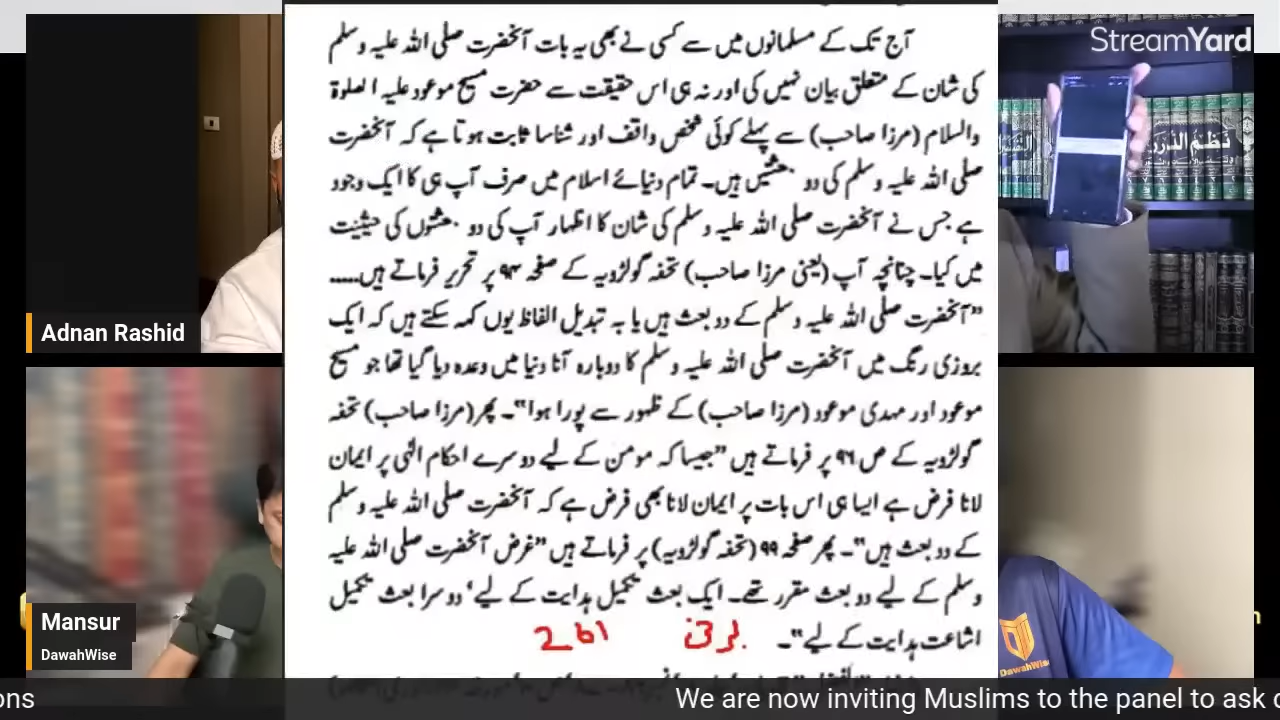 StreamYard
آج تک کے مسلمانوں میں سے کسی نے بھی یہ بات آنحضرت صلی اللہ علیہ وسلم
کی شان کے متعلق بیان نہیں کی اور نہ ہی اس حقیقت سے حضرت مسیح موعود علیہ الصلوۃ
والسلام (مرزا صاحب) سے پہلے کوئی شخص واقف اور شناسا ثابت ہوتا ہے کہ آنحضرت
صلی اللہ علیہ وسلم کی دو بعثتیں ہیں۔ تمام دنیائے اسلام میں صرف آپ ہی کا ایک وجود
ہے جس نے آنحضرت صلی اللہ علیہ وسلم کی شان کا اظہار آپ کی دو بعثتوں کی حیثیت
میں کیا۔ چنانچہ آپ (یعنی مرزا صاحب) تحفہ گولڑویہ کے صفحہ ۹۴ پر تحریر فرماتے ہیں.....
”آنحضرت صلی اللہ علیہ وسلم کے دو بعث ہیں یا بہ تبدیل الفاظ یوں کہہ سکتے ہیں کہ ایک
بروزی رنگ میں آنحضرت صلی اللہ علیہ وسلم کا دوبارہ آنا دنیا میں وعدہ دیا گیا تھا جو مسیح
موعود اور مہدی موعود (مرزا صاحب) کے ظہور سے پورا ہوا“۔ پھر (مرزا صاحب) تحفہ
گولڑویہ کے ص ۹۶ پر فرماتے ہیں ”جیسا کہ مومن کے لیے دوسرے احکام الٰہی پر ایمان
لانا فرض ہے ایسا ہی اس بات پر ایمان لانا بھی فرض ہے کہ آنحضرت صلی اللہ علیہ وسلم
کے دو بعث ہیں“۔ پھر صفحہ ۹۹ (تحفہ گولڑویہ) پر فرماتے ہیں ”غرض آنحضرت صلی اللہ علیہ
وسلم کے لیے دو بعث مقرر تھے۔ ایک بعث تکمیل ہدایت کے لیے‘ دوسرا بعث تکمیل
اشاعت ہدایت کے لیے“۔
261
Adnan Rashid
Mansur
DawahWise
نظم الدرر
DawahWise
ons
We are now inviting Muslims to the panel to ask